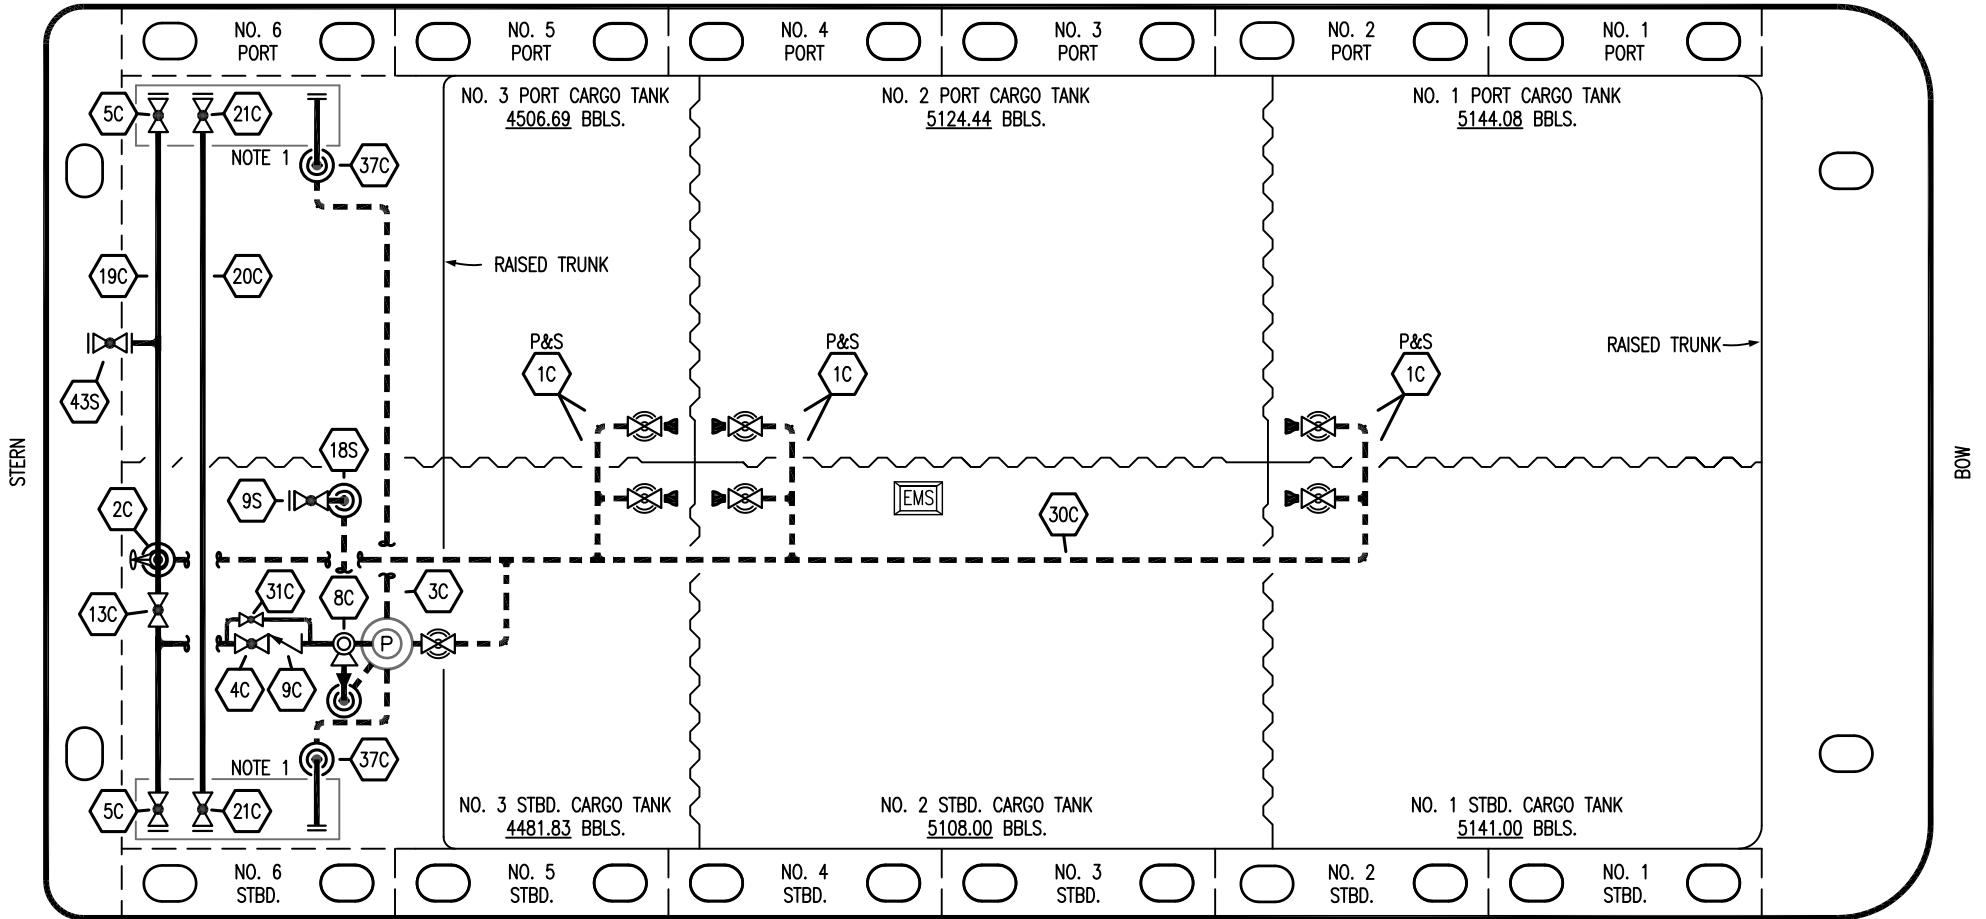 NO. 6
PORT
NO. 5
PORT
NO. 4
PORT
NO. 3
PORT
NO. 2
PORT
NO. 1
PORT
NO. 3 PORT CARGO TANK
4506.69 BBLS.
NO. 2 PORT CARGO TANK
5124.44 BBLS.
NO. 1 PORT CARGO TANK
5144.08 BBLS.
5C
21C
NOTE 1
37C
19C
20C
RAISED TRUNK
RAISED TRUNK
P&S
1C
P&S
1C
P&S
1C
43S
STERN
BOW
18S
9S
2C
EMS
30C
31C
8C
3C
13C
P
4C
9C
NOTE 1
37C
5C
21C
NO. 3 STBD. CARGO TANK
4481.83 BBLS.
NO. 2 STBD. CARGO TANK
5108.00 BBLS.
NO. 1 STBD. CARGO TANK
5141.00 BBLS.
NO. 6
STBD.
NO. 5
STBD.
NO. 4
STBD.
NO. 3
STBD.
NO. 2
STBD.
NO. 1
STBD.